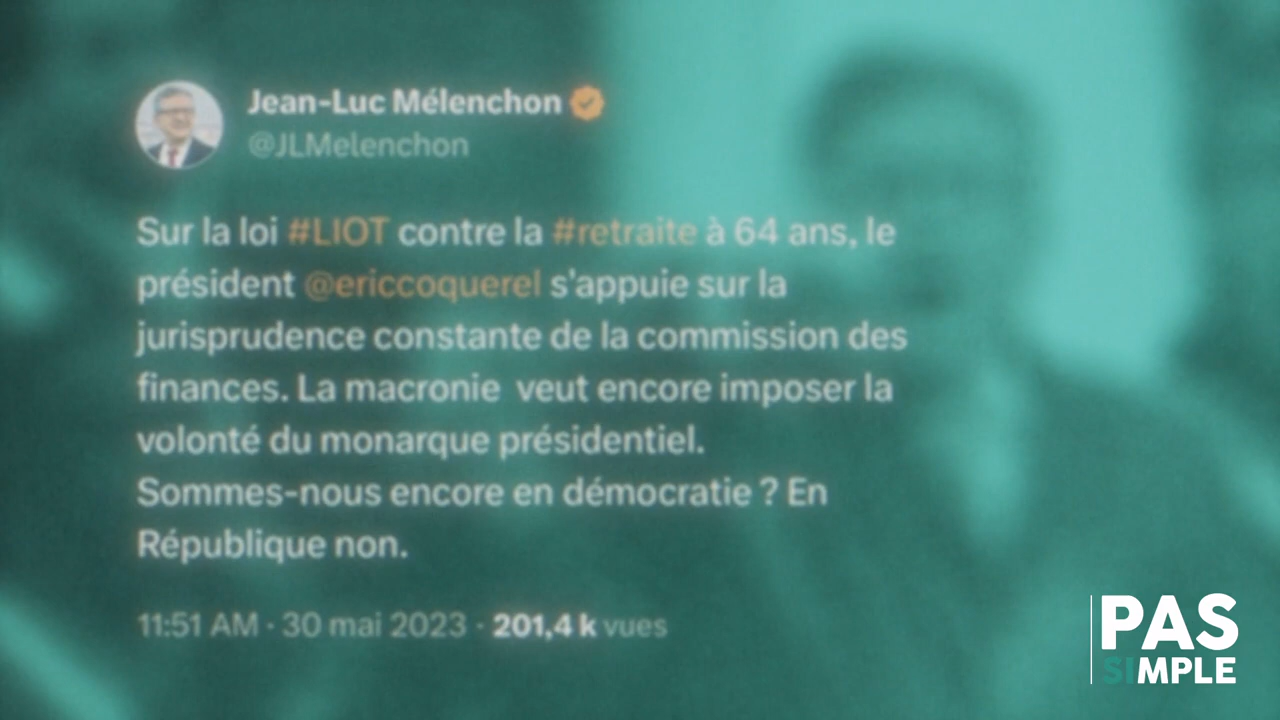 Jean-Luc Mélenchon
@JLMelenchon
Sur la loi #LIOT contre la #retraite à 64 ans, le
président @ericcoquerel s'appuie sur la
jurisprudence constante de la commission des
finances. La macronie veut encore imposer la
volonté du monarque présidentiel.
Sommes-nous encore en démocratie ? En
République non.
11:51 AM · 30 mai 2023 · 201,4 k vues
PAS
SIMPLE